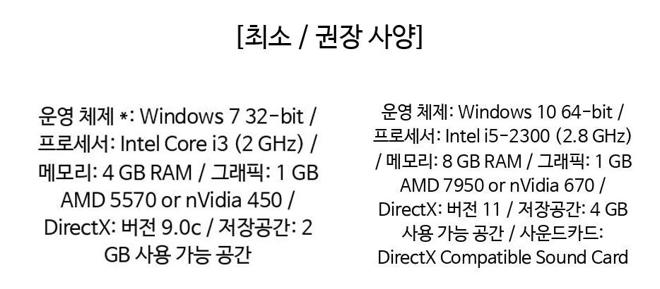 [최소 / 권장 사양]
운영 체제 *: Windows 7 32-bit /
프로세서: Intel Core i3 (2 GHz) /
메모리: 4 GB RAM / 그래픽: 1 GB
AMD 5570 or nVidia 450 /
DirectX: 버전 9.0c / 저장공간: 2
GB 사용 가능 공간
운영 체제: Windows 10 64-bit /
프로세서: Intel i5-2300 (2.8 GHz)
/ 메모리: 8 GB RAM / 그래픽: 1 GB
AMD 7950 or nVidia 670 /
DirectX: 버전 11 / 저장공간: 4 GB
사용 가능 공간 / 사운드카드:
DirectX Compatible Sound Card